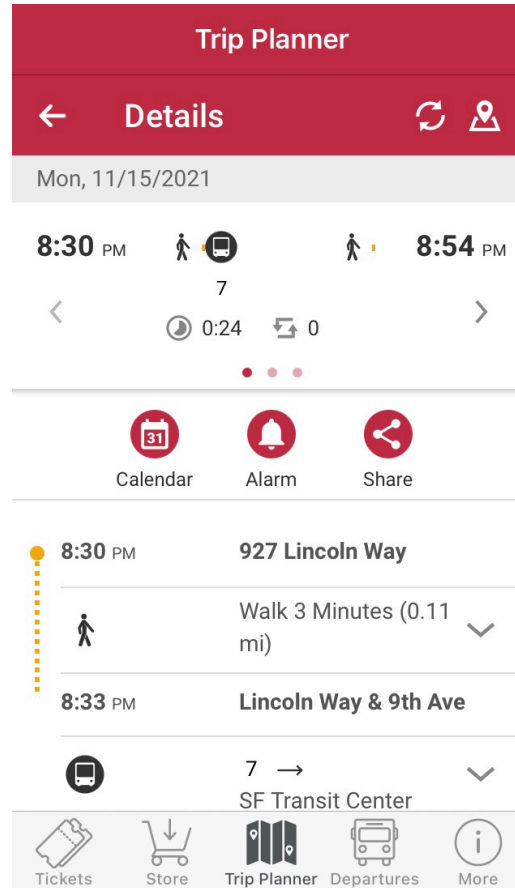 Trip Planner
Details
Mon, 11/15/2021
8:30 PM
8:54 PM
7
0:24
0
31
Calendar
Alarm
Share
8:30 PM
927 Lincoln Way
Walk 3 Minutes (0.11
mi)
8:33 PM
Lincoln Way & 9th Ave
7 →
SF Transit Center
Tickets
Store
Trip Planner
Departures
More